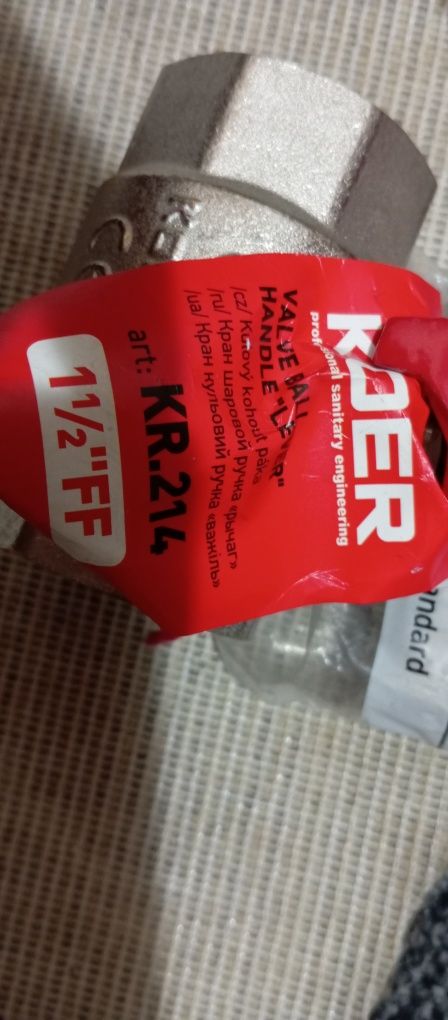 KOER
professional sanitary engineering
VALVE BALL
HANDLE "LEVER"
/cz/ Kulový kohout páka
/ru/ Кран шаровой ручка «рычаг»
/ua/ Кран кульовий ручка «важіль»
art: KR.214
1½"FF